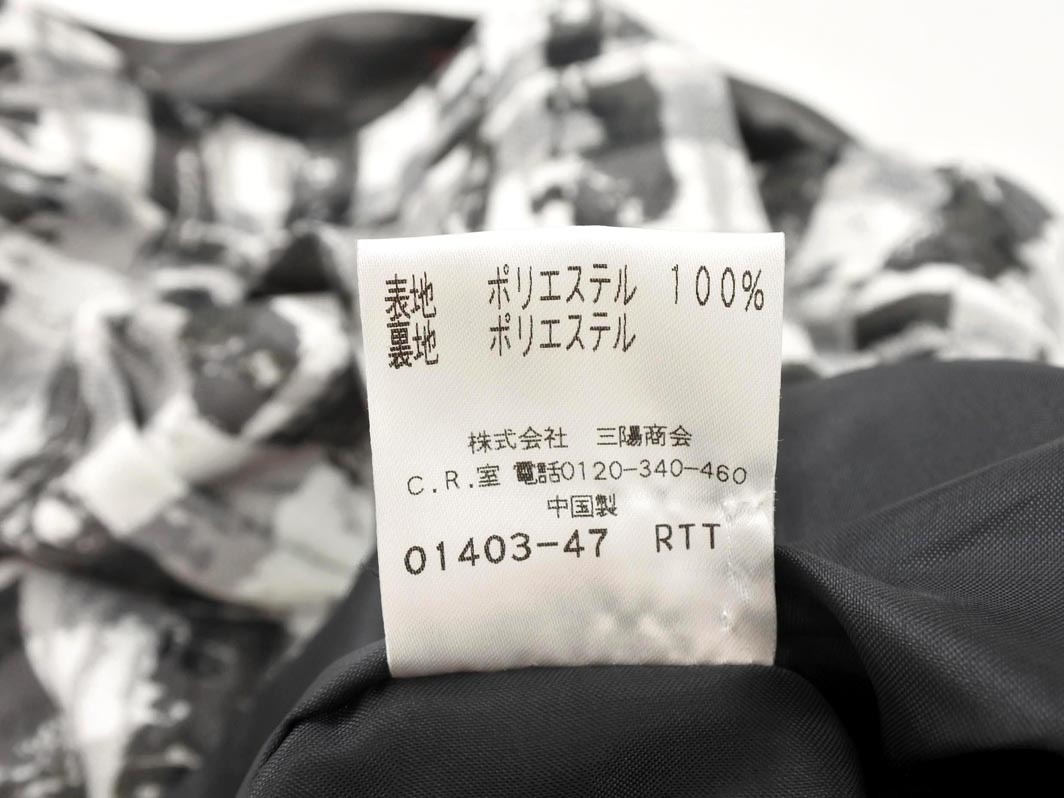 表地 ポリエステル 100%
裏地 ポリエステル
株式会社 三陽商会
C.R.室 電話0120-340-460
中国製
01403-47 RTT